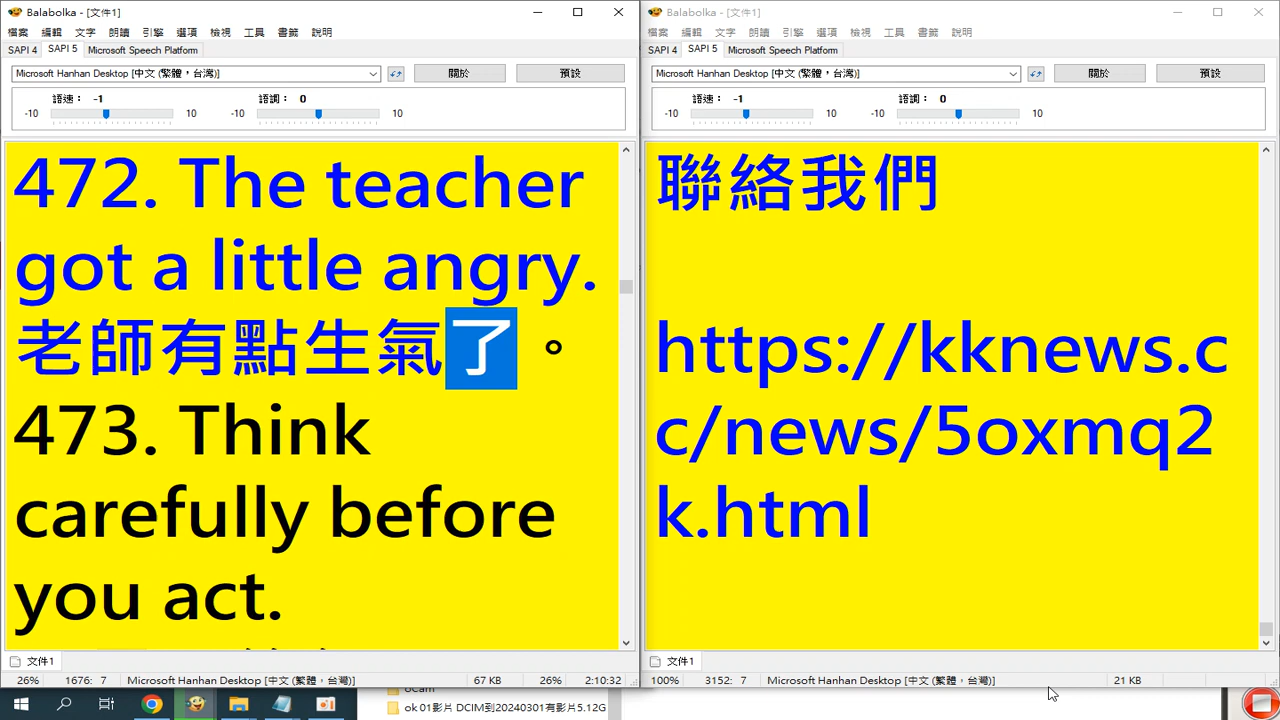 Balabolka - [文件1]
檔案 編輯 文字 朗讀 引擎 選項 檢視 工具 書籤 說明
SAPI 4 SAPI 5 Microsoft Speech Platform
Microsoft Hanhan Desktop [中文 (繁體，台灣)]
關於 預設
語速： -1 語調： 0
-10 10 -10 10
472. The teacher
got a little angry.
老師有點生氣了。
473. Think
carefully before
you act.
文件1
26% 1676: 7 Microsoft Hanhan Desktop [中文 (繁體，台灣)] 67 KB 26% 2:10:32
Balabolka - [文件1]
檔案 編輯 文字 朗讀 引擎 選項 檢視 工具 書籤 說明
SAPI 4 SAPI 5 Microsoft Speech Platform
Microsoft Hanhan Desktop [中文 (繁體，台灣)]
關於 預設
語速： -1 語調： 0
-10 10 -10 10
聯絡我們
https://kknews.c
c/news/5oxmq2
k.html
文件1
100% 3152: 7 Microsoft Hanhan Desktop [中文 (繁體，台灣)] 21 KB
ok 01影片 DCIM到20240301有影片5.12G